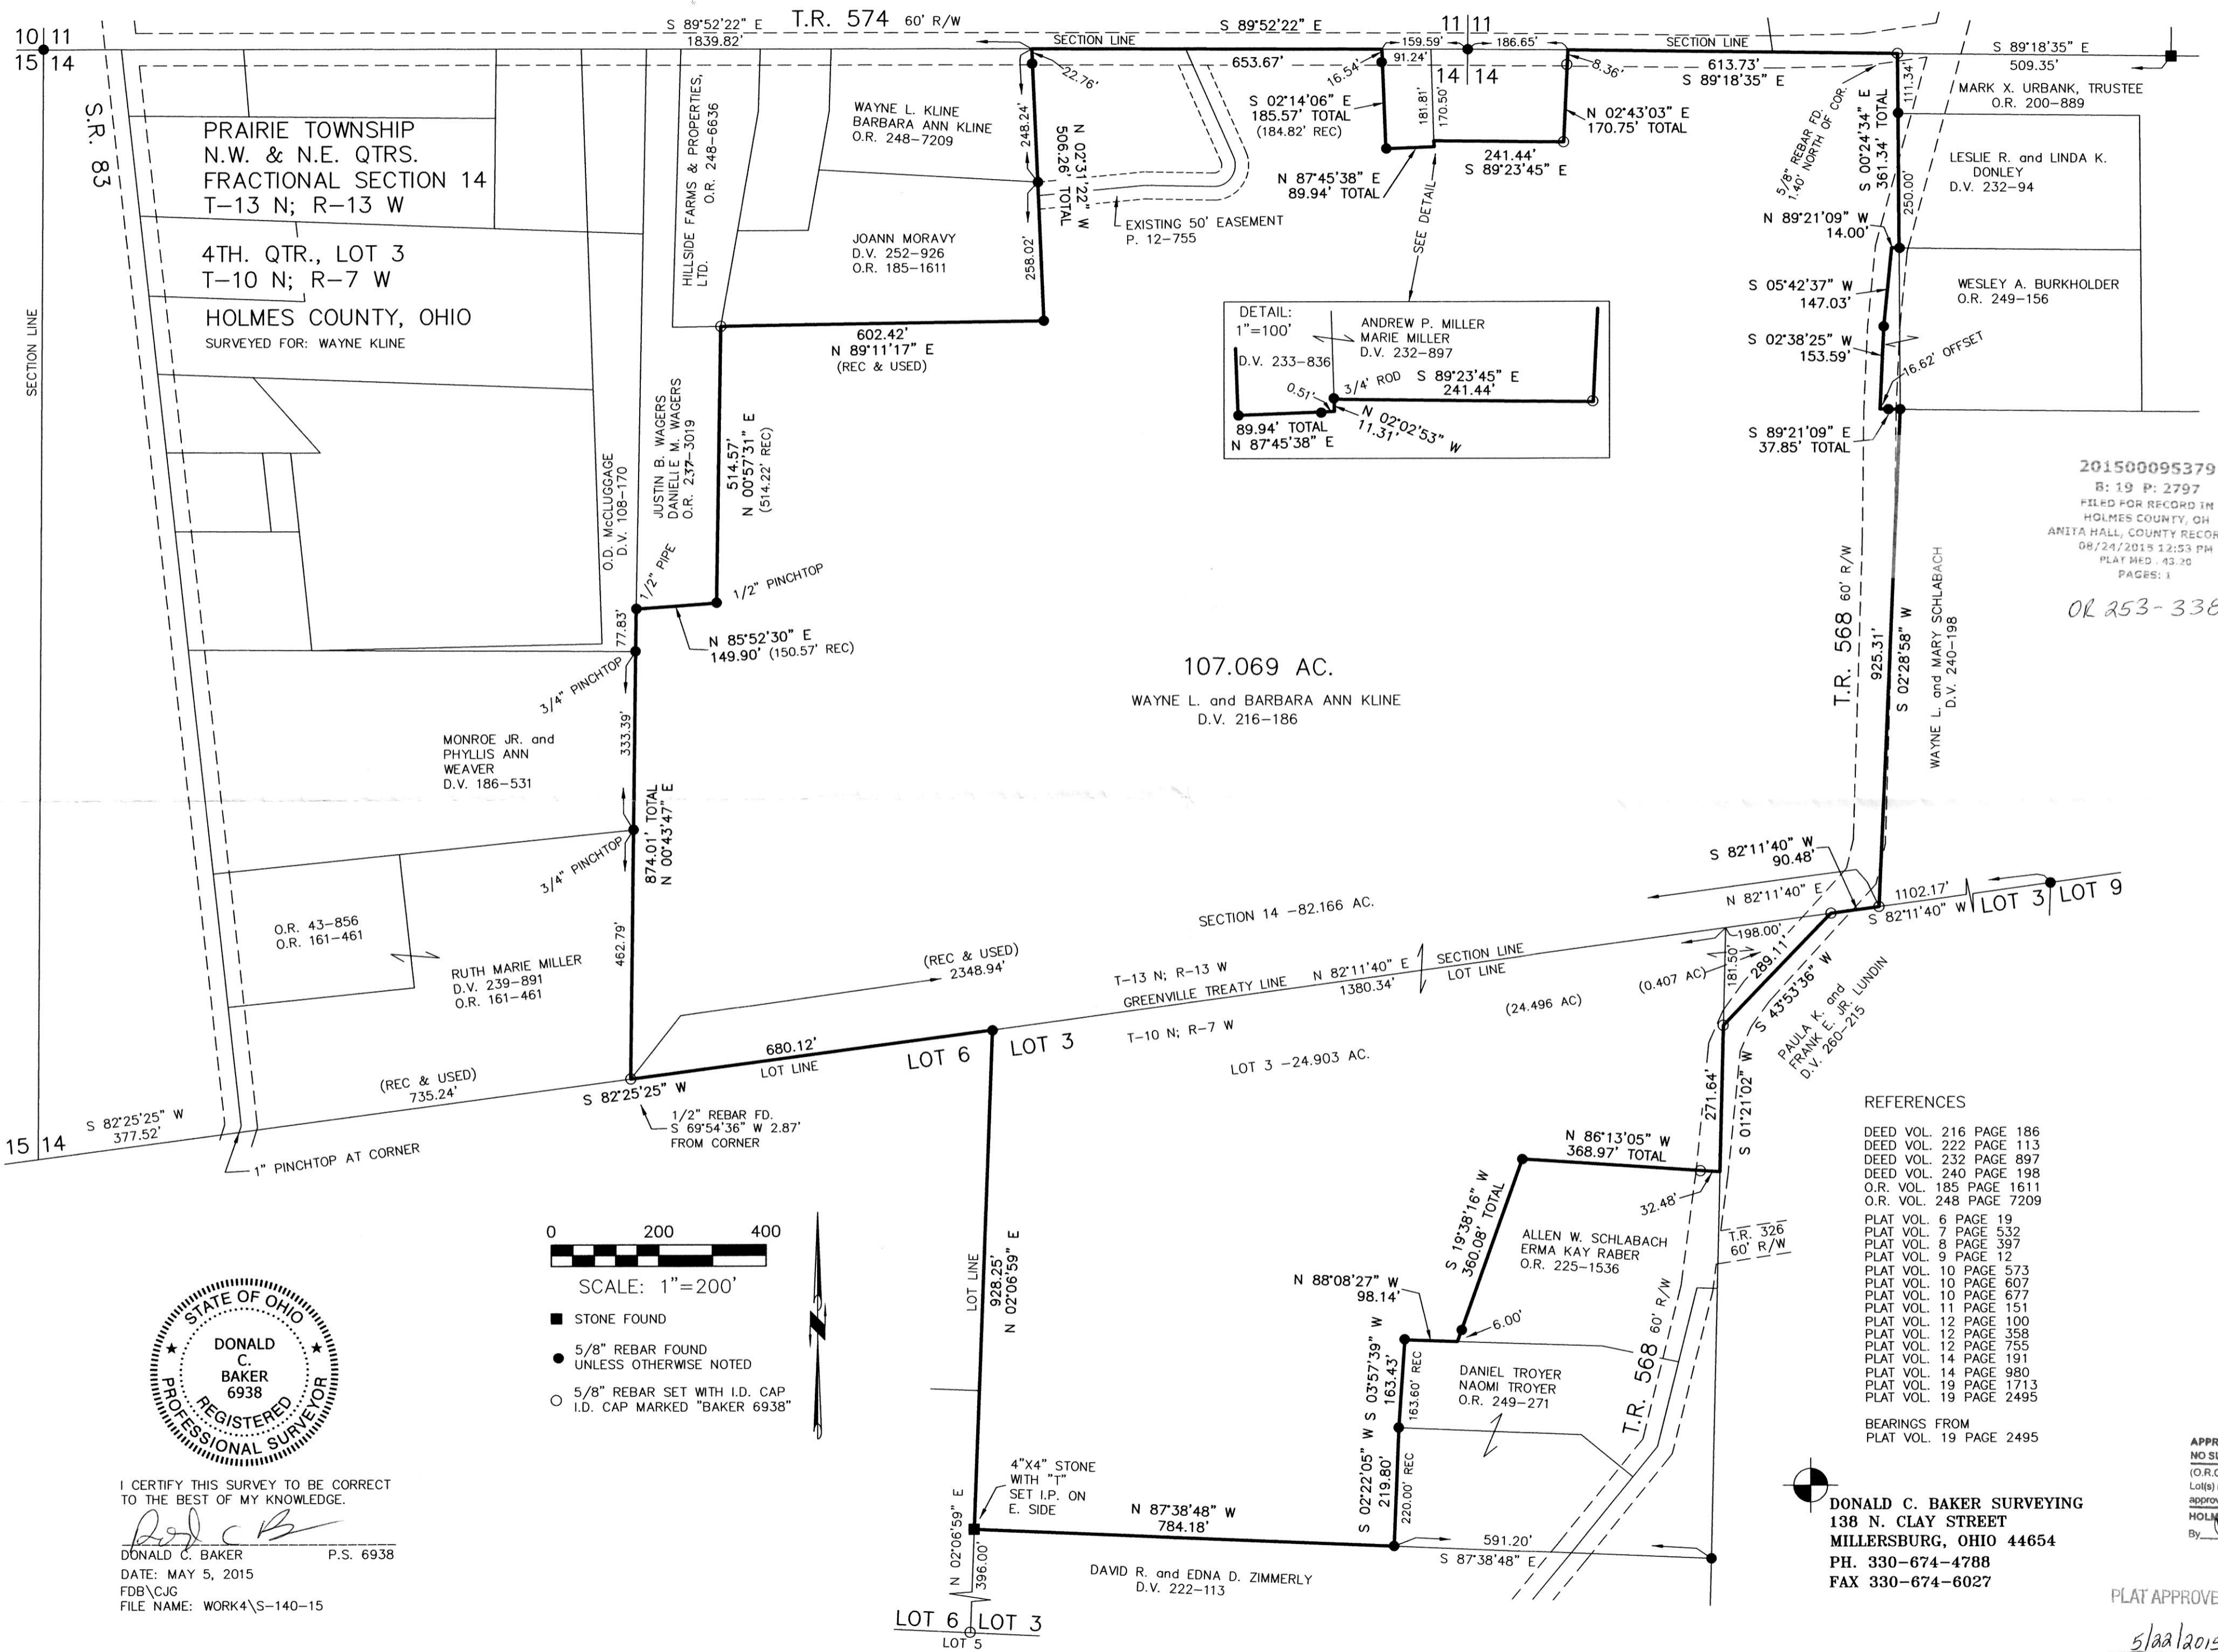 10 | 11
15 | 14
S 89°52'22" E
1839.82'
T.R. 574 60' R/W
S 89°52'22" E
SECTION LINE
653.67'
22.76'
16.54'
159.59'
91.24'
11 | 11
14 | 14
186.65'
8.36'
SECTION LINE
613.73'
S 89°18'35" E
S 89°18'35" E
509.35'
S.R. 83
SECTION LINE
PRAIRIE TOWNSHIP
N.W. & N.E. QTRS.
FRACTIONAL SECTION 14
T-13 N; R-13 W
4TH. QTR., LOT 3
T-10 N; R-7 W
HOLMES COUNTY, OHIO
SURVEYED FOR: WAYNE KLINE
HILLSIDE FARMS & PROPERTIES,
LTD. O.R. 248-6636
WAYNE L. KLINE
BARBARA ANN KLINE
O.R. 248-7209
JOANN MORAVY
D.V. 252-926
O.R. 185-1611
248.24'
258.02'
N 02°31'22" W
506.26' TOTAL
EXISTING 50' EASEMENT
P. 12-755
S 02°14'06" E
185.57' TOTAL
(184.82' REC)
181.81'
170.50'
N 87°45'38" E
89.94' TOTAL
241.44'
S 89°23'45" E
N 02°43'03" E
170.75' TOTAL
SEE DETAIL
5/8" REBAR FD.
1.40' NORTH OF COR.
S 00°24'34" E
361.34' TOTAL
111.34'
250.00'
MARK X. URBANK, TRUSTEE
O.R. 200-889
LESLIE R. and LINDA K.
DONLEY
D.V. 232-94
WESLEY A. BURKHOLDER
O.R. 249-156
N 89°21'09" W
14.00'
S 05°42'37" W
147.03'
S 02°38'25" W
153.59'
16.62' OFFSET
S 89°21'09" E
37.85' TOTAL
602.42'
N 89°11'17" E
(REC & USED)
DETAIL:
1"=100'
D.V. 233-836
ANDREW P. MILLER
MARIE MILLER
D.V. 232-897
0.51'
3/4' ROD
S 89°23'45" E
241.44'
89.94' TOTAL
N 87°45'38" E
N 02°02'53" W
11.31'
201500095379
B: 19 P: 2797
FILED FOR RECORD IN
HOLMES COUNTY, OH
ANITA HALL, COUNTY RECOR
08/24/2015 12:53 PM
PLAT MED . 43.20
PAGES: 1
OR 253-338
O.D. McCLUGGAGE
D.V. 108-170
JUSTIN B. WAGERS
DANIELLE M. WAGERS
O.R. 237-3019
514.57'
N 00°57'31" E
(514.22' REC)
1/2" PIPE
1/2" PINCHTOP
77.83'
N 85°52'30" E
149.90' (150.57' REC)
3/4" PINCHTOP
333.39'
MONROE JR. and
PHYLLIS ANN
WEAVER
D.V. 186-531
874.01' TOTAL
N 00°43'47" E
3/4" PINCHTOP
462.79'
107.069 AC.
WAYNE L. and BARBARA ANN KLINE
D.V. 216-186
T.R. 568 60' R/W
925.31'
S 02°28'58" W
WAYNE L. and MARY SCHLABACH
D.V. 240-198
S 82°11'40" W
90.48'
N 82°11'40" E
1102.17'
S 82°11'40" W
LOT 3
LOT 9
O.R. 43-856
O.R. 161-461
RUTH MARIE MILLER
D.V. 239-891
O.R. 161-461
SECTION 14 -82.166 AC.
(REC & USED)
2348.94'
T-13 N; R-13 W
GREENVILLE TREATY LINE
N 82°11'40" E
1380.34'
SECTION LINE
LOT LINE
198.00'
181.50'
(0.407 AC)
289.11'
S 43°53'36" W
PAULA K. and
FRANK E. JR. LUNDIN
D.V. 260-215
(24.496 AC)
T-10 N; R-7 W
LOT 3 -24.903 AC.
680.12'
LOT LINE
LOT 6
LOT 3
S 82°25'25" W
(REC & USED)
735.24'
S 82°25'25" W
377.52'
15 | 14
1" PINCHTOP AT CORNER
1/2" REBAR FD.
S 69°54'36" W 2.87'
FROM CORNER
271.64'
S 01°21'02" W
N 86°13'05" W
368.97' TOTAL
32.48'
S 19°38'16" W
360.08' TOTAL
ALLEN W. SCHLABACH
ERMA KAY RABER
O.R. 225-1536
T.R. 326
60' R/W
N 88°08'27" W
98.14'
6.00'
S 03°57'39" W
163.43'
163.60' REC
DANIEL TROYER
NAOMI TROYER
O.R. 249-271
T.R. 568 60' R/W
S 02°22'05" W
219.80'
220.00' REC
LOT LINE
928.25'
N 02°06'59" E
4"X4" STONE
WITH "T"
SET I.P. ON
E. SIDE
N 87°38'48" W
784.18'
591.20'
S 87°38'48" E
DAVID R. and EDNA D. ZIMMERLY
D.V. 222-113
N 02°06'59" E
396.00'
LOT 6
LOT 3
LOT 5
0 200 400
SCALE: 1"=200'
STONE FOUND
5/8" REBAR FOUND
UNLESS OTHERWISE NOTED
5/8" REBAR SET WITH I.D. CAP
I.D. CAP MARKED "BAKER 6938"
STATE OF OHIO
DONALD
C.
BAKER
6938
REGISTERED
PROFESSIONAL SURVEYOR
I CERTIFY THIS SURVEY TO BE CORRECT
TO THE BEST OF MY KNOWLEDGE.
DONALD C. BAKER P.S. 6938
DATE: MAY 5, 2015
FDB\CJG
FILE NAME: WORK4\S-140-15
REFERENCES
DEED VOL. 216 PAGE 186
DEED VOL. 222 PAGE 113
DEED VOL. 232 PAGE 897
DEED VOL. 240 PAGE 198
O.R. VOL. 185 PAGE 1611
O.R. VOL. 248 PAGE 7209
PLAT VOL. 6 PAGE 19
PLAT VOL. 7 PAGE 532
PLAT VOL. 8 PAGE 397
PLAT VOL. 9 PAGE 12
PLAT VOL. 10 PAGE 573
PLAT VOL. 10 PAGE 607
PLAT VOL. 10 PAGE 677
PLAT VOL. 11 PAGE 151
PLAT VOL. 12 PAGE 100
PLAT VOL. 12 PAGE 358
PLAT VOL. 12 PAGE 755
PLAT VOL. 14 PAGE 191
PLAT VOL. 14 PAGE 980
PLAT VOL. 19 PAGE 1713
PLAT VOL. 19 PAGE 2495
BEARINGS FROM
PLAT VOL. 19 PAGE 2495
DONALD C. BAKER SURVEYING
138 N. CLAY STREET
MILLERSBURG, OHIO 44654
PH. 330-674-4788
FAX 330-674-6027
APPR
NO SU
(O.R.C
Lot(s)
approv
HOLM
By
PLAT APPROVE
5/22/2015